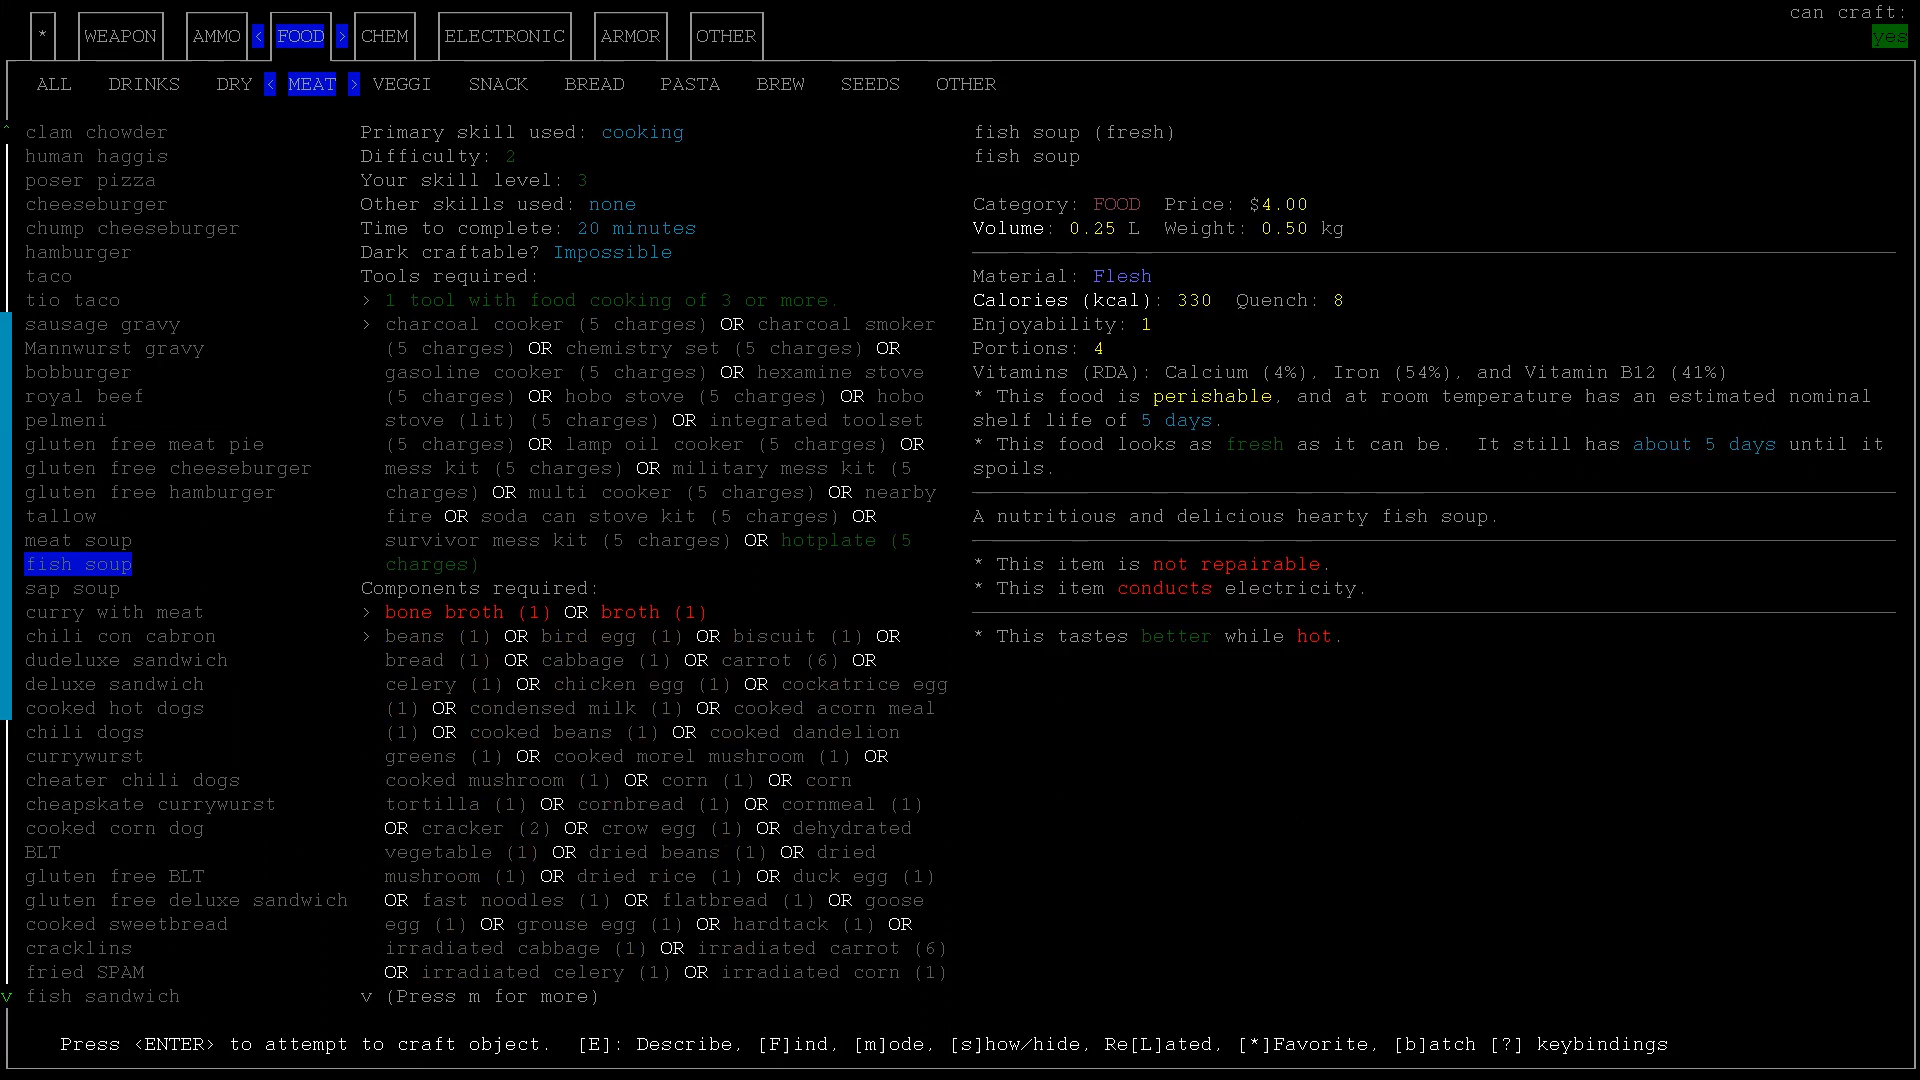 can craft:
* WEAPON AMMO < FOOD > CHEM ELECTRONIC ARMOR OTHER yes
ALL DRINKS DRY < MEAT > VEGGI SNACK BREAD PASTA BREW SEEDS OTHER
^ clam chowder
human haggis
poser pizza
cheeseburger
chump cheeseburger
hamburger
taco
tio taco
sausage gravy
Mannwurst gravy
bobburger
royal beef
pelmeni
gluten free meat pie
gluten free cheeseburger
gluten free hamburger
tallow
meat soup
fish soup
sap soup
curry with meat
chili con cabron
dudeluxe sandwich
deluxe sandwich
cooked hot dogs
chili dogs
currywurst
cheater chili dogs
cheapskate currywurst
cooked corn dog
BLT
gluten free BLT
gluten free deluxe sandwich
cooked sweetbread
cracklins
fried SPAM
v fish sandwich
Primary skill used: cooking
Difficulty: 2
Your skill level: 3
Other skills used: none
Time to complete: 20 minutes
Dark craftable? Impossible
Tools required:
> 1 tool with food cooking of 3 or more.
> charcoal cooker (5 charges) OR charcoal smoker
(5 charges) OR chemistry set (5 charges) OR
gasoline cooker (5 charges) OR hexamine stove
(5 charges) OR hobo stove (5 charges) OR hobo
stove (lit) (5 charges) OR integrated toolset
(5 charges) OR lamp oil cooker (5 charges) OR
mess kit (5 charges) OR military mess kit (5
charges) OR multi cooker (5 charges) OR nearby
fire OR soda can stove kit (5 charges) OR
survivor mess kit (5 charges) OR hotplate (5
charges)
Components required:
> bone broth (1) OR broth (1)
> beans (1) OR bird egg (1) OR biscuit (1) OR
bread (1) OR cabbage (1) OR carrot (6) OR
celery (1) OR chicken egg (1) OR cockatrice egg
(1) OR condensed milk (1) OR cooked acorn meal
(1) OR cooked beans (1) OR cooked dandelion
greens (1) OR cooked morel mushroom (1) OR
cooked mushroom (1) OR corn (1) OR corn
tortilla (1) OR cornbread (1) OR cornmeal (1)
OR cracker (2) OR crow egg (1) OR dehydrated
vegetable (1) OR dried beans (1) OR dried
mushroom (1) OR dried rice (1) OR duck egg (1)
OR fast noodles (1) OR flatbread (1) OR goose
egg (1) OR grouse egg (1) OR hardtack (1) OR
irradiated cabbage (1) OR irradiated carrot (6)
OR irradiated celery (1) OR irradiated corn (1)
v (Press m for more)
fish soup (fresh)
fish soup
Category: FOOD Price: $4.00
Volume: 0.25 L Weight: 0.50 kg
Material: Flesh
Calories (kcal): 330 Quench: 8
Enjoyability: 1
Portions: 4
Vitamins (RDA): Calcium (4%), Iron (54%), and Vitamin B12 (41%)
* This food is perishable, and at room temperature has an estimated nominal
shelf life of 5 days.
* This food looks as fresh as it can be. It still has about 5 days until it
spoils.
A nutritious and delicious hearty fish soup.
* This item is not repairable.
* This item conducts electricity.
* This tastes better while hot.
Press <ENTER> to attempt to craft object. [E]: Describe, [F]ind, [m]ode, [s]how/hide, Re[L]ated, [*]Favorite, [b]atch [?] keybindings